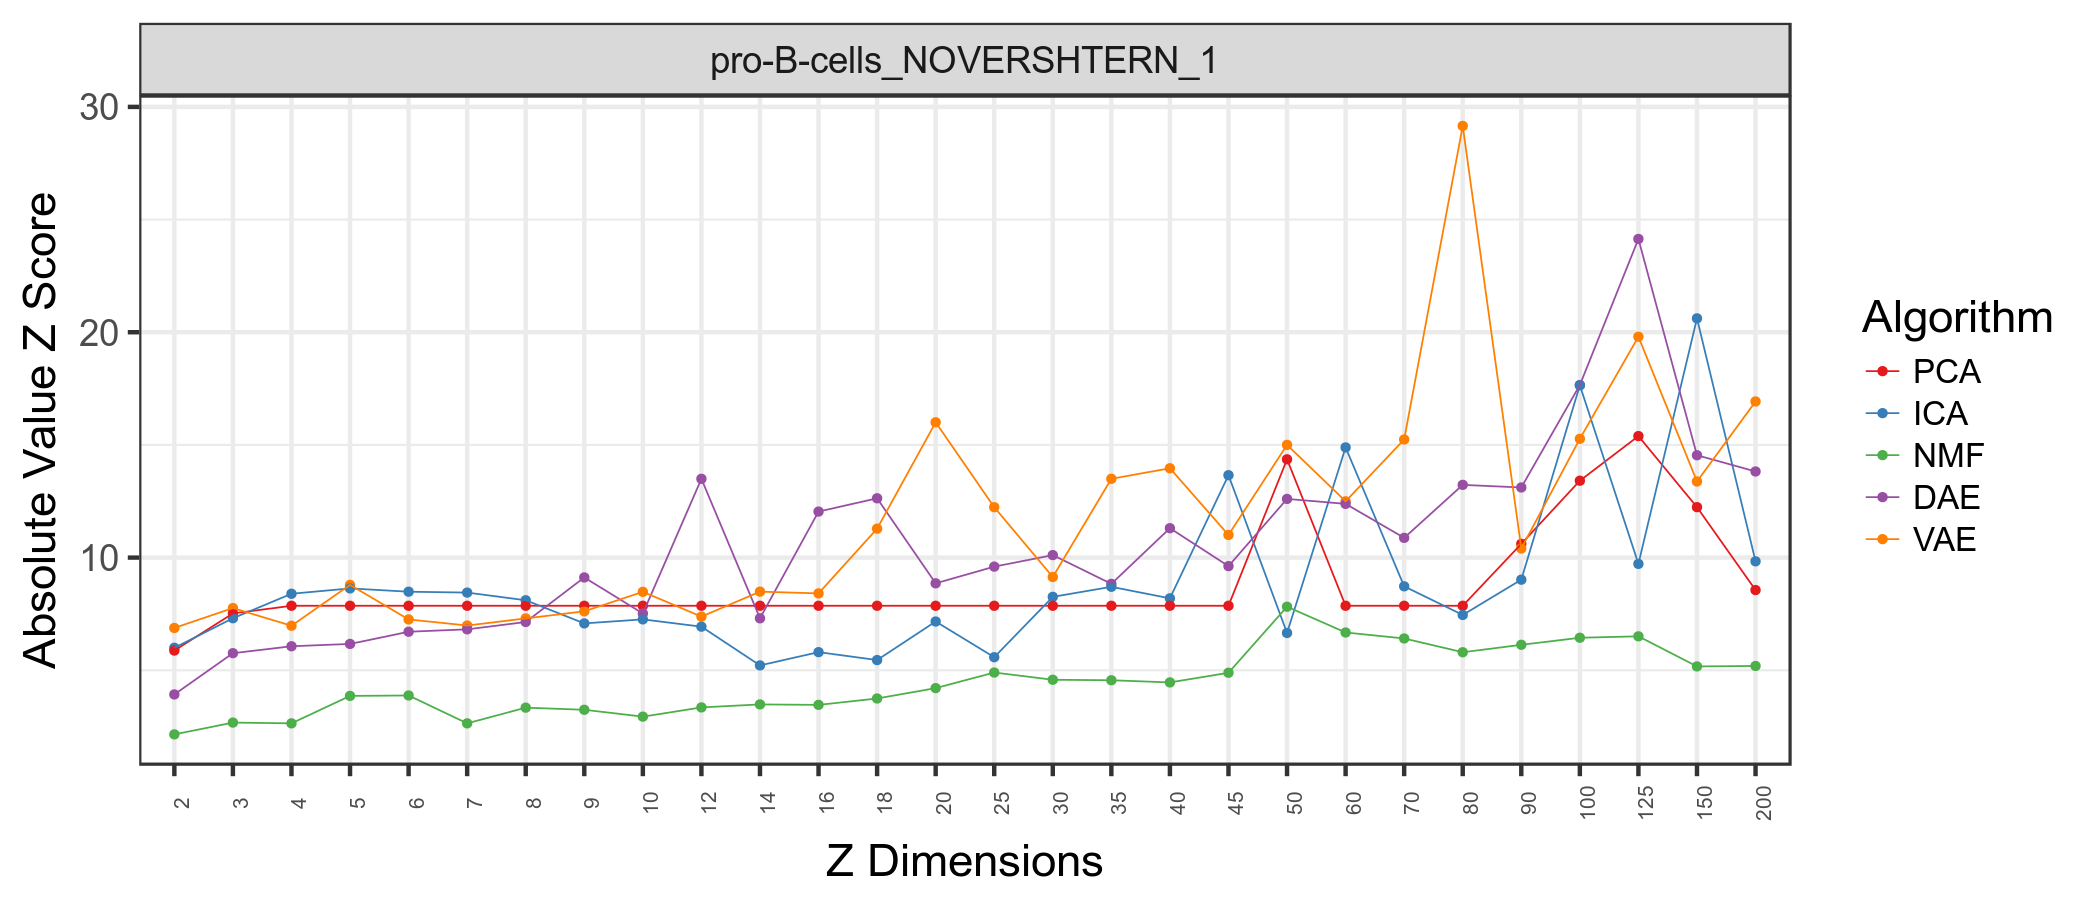 pro-B-cells_NOVERSHTERN_1
30
20
10
Absolute Value Z Score
2 3 4 5 6 7 8 9 10 12 14 16 18 20 25 30 35 40 45 50 60 70 80 90 100 125 150 200
Z Dimensions
Algorithm
PCA
ICA
NMF
DAE
VAE